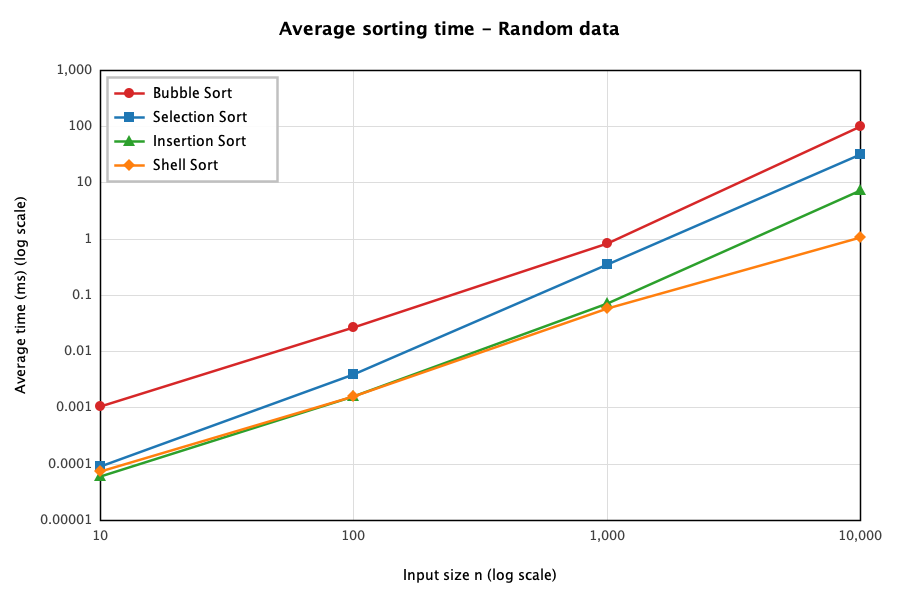 Average sorting time – Random data
1,000
100
10
1
0.1
0.01
0.001
0.0001
0.00001
Bubble Sort
Selection Sort
Insertion Sort
Shell Sort
Average time (ms) (log scale)
10
100
1,000
10,000
Input size n (log scale)